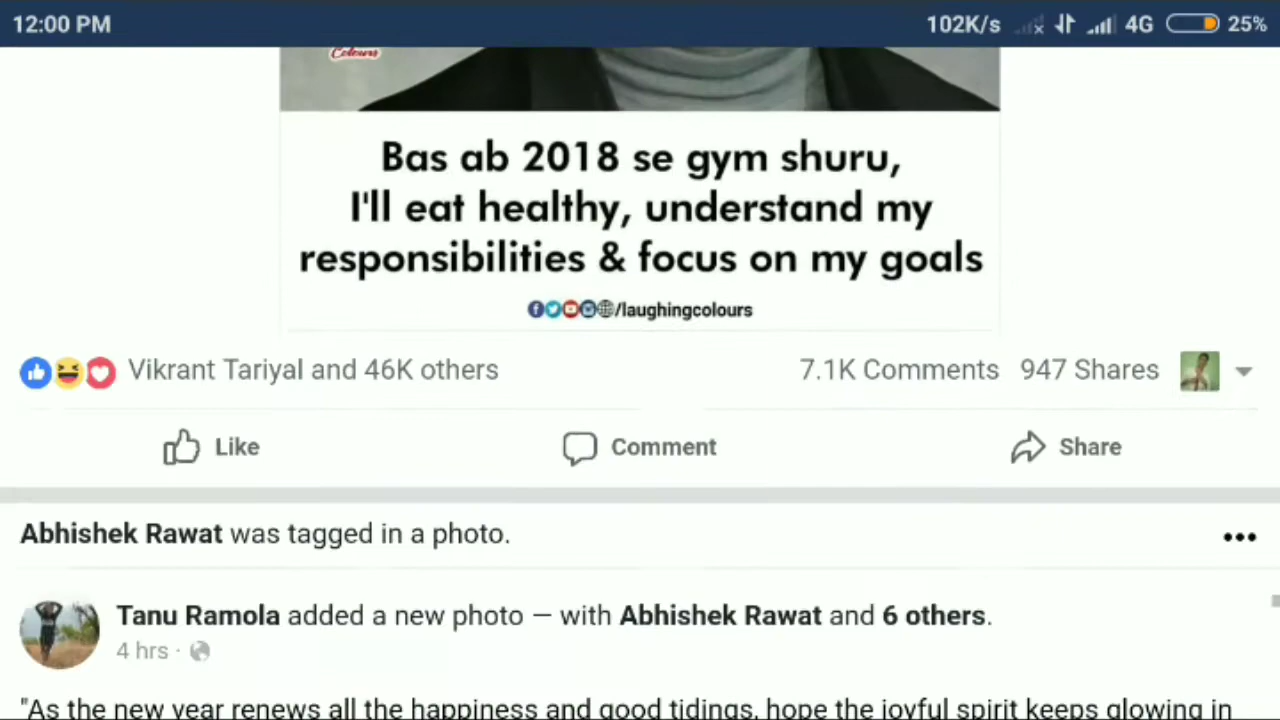 12:00 PM 102K/s 4G 25%
Colours
Bas ab 2018 se gym shuru,
I'll eat healthy, understand my
responsibilities & focus on my goals
/laughingcolours
Vikrant Tariyal and 46K others 7.1K Comments 947 Shares
Like Comment Share
Abhishek Rawat was tagged in a photo.
Tanu Ramola added a new photo — with Abhishek Rawat and 6 others.
4 hrs ·
"As the new year renews all the happiness and good tidings, hope the joyful spirit keeps glowing in